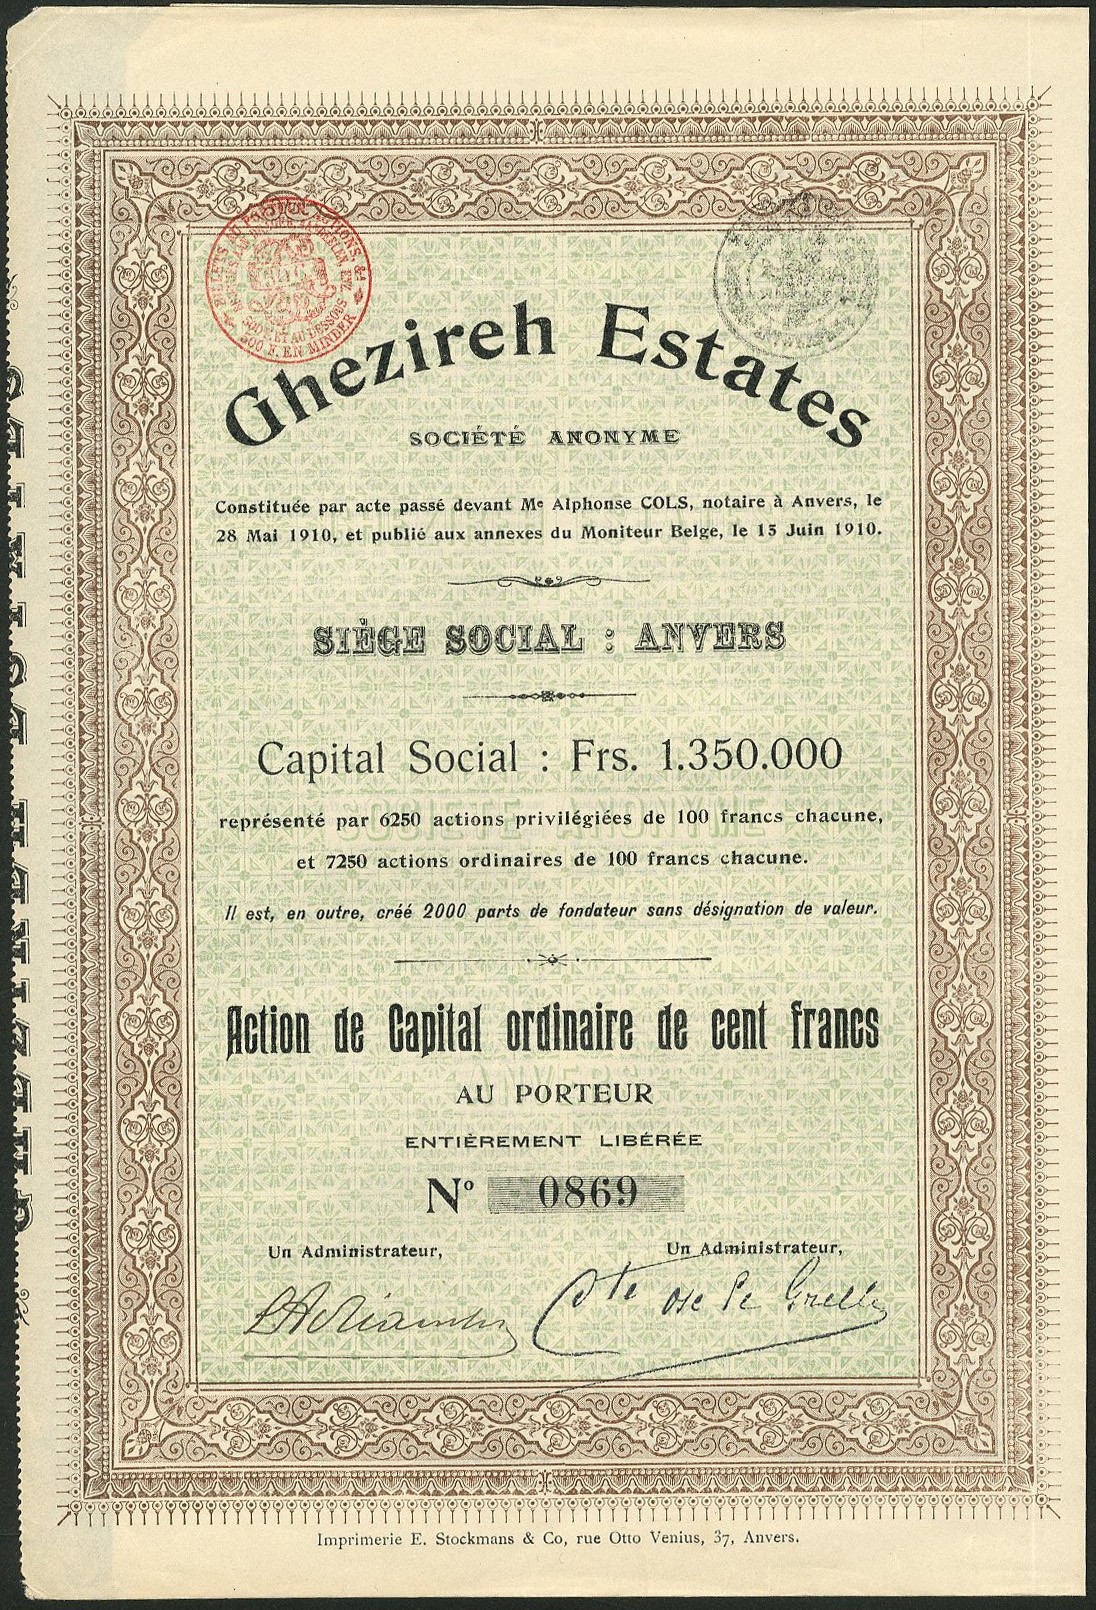 Ghezireh Estates
SOCIÉTÉ ANONYME
Constituée par acte passé devant Me Alphonse COLS, notaire à Anvers, le
28 Mai 1910, et publié aux annexes du Moniteur Belge, le 15 Juin 1910.
SIÈGE SOCIAL : ANVERS
Capital Social : Frs. 1.350.000
représenté par 6250 actions privilégiées de 100 francs chacune,
et 7250 actions ordinaires de 100 francs chacune.
Il est, en outre, créé 2000 parts de fondateur sans désignation de valeur.
Action de Capital ordinaire de cent francs
AU PORTEUR
ENTIÈREMENT LIBÉRÉE
No 0869
Un Administrateur,
Un Administrateur,
Imprimerie E. Stockmans & Co, rue Otto Venius, 37, Anvers.